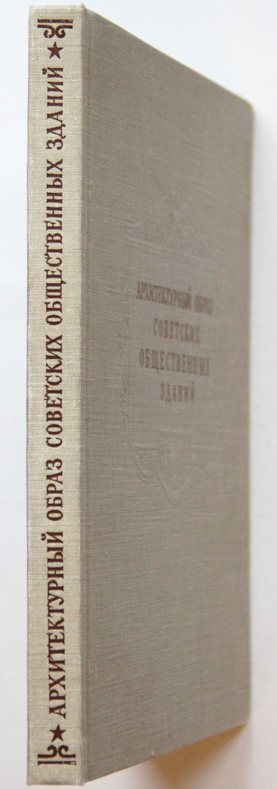 АРХИТЕКТУРНЫЙ ОБРАЗ СОВЕТСКИХ ОБЩЕСТВЕННЫХ ЗДАНИЙ
АРХИТЕКТУРНЫЙ ОБРАЗ
СОВЕТСКИХ
ОБЩЕСТВЕННЫХ
ЗДАНИЙ